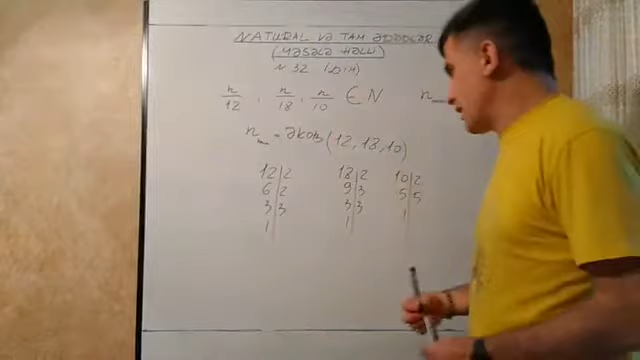 NATURAL VƏ TAM ƏDƏDLƏR
(MƏSƏLƏ HƏLLİ)
N 32 (DİM)
n/12 , n/18 , n/10 ∈ N n
n = ƏKOB (12, 18, 10)
12 | 2 18 | 2 10 | 2
6 | 2 9 | 3 5 | 5
3 | 3 3 | 3 1
1 1